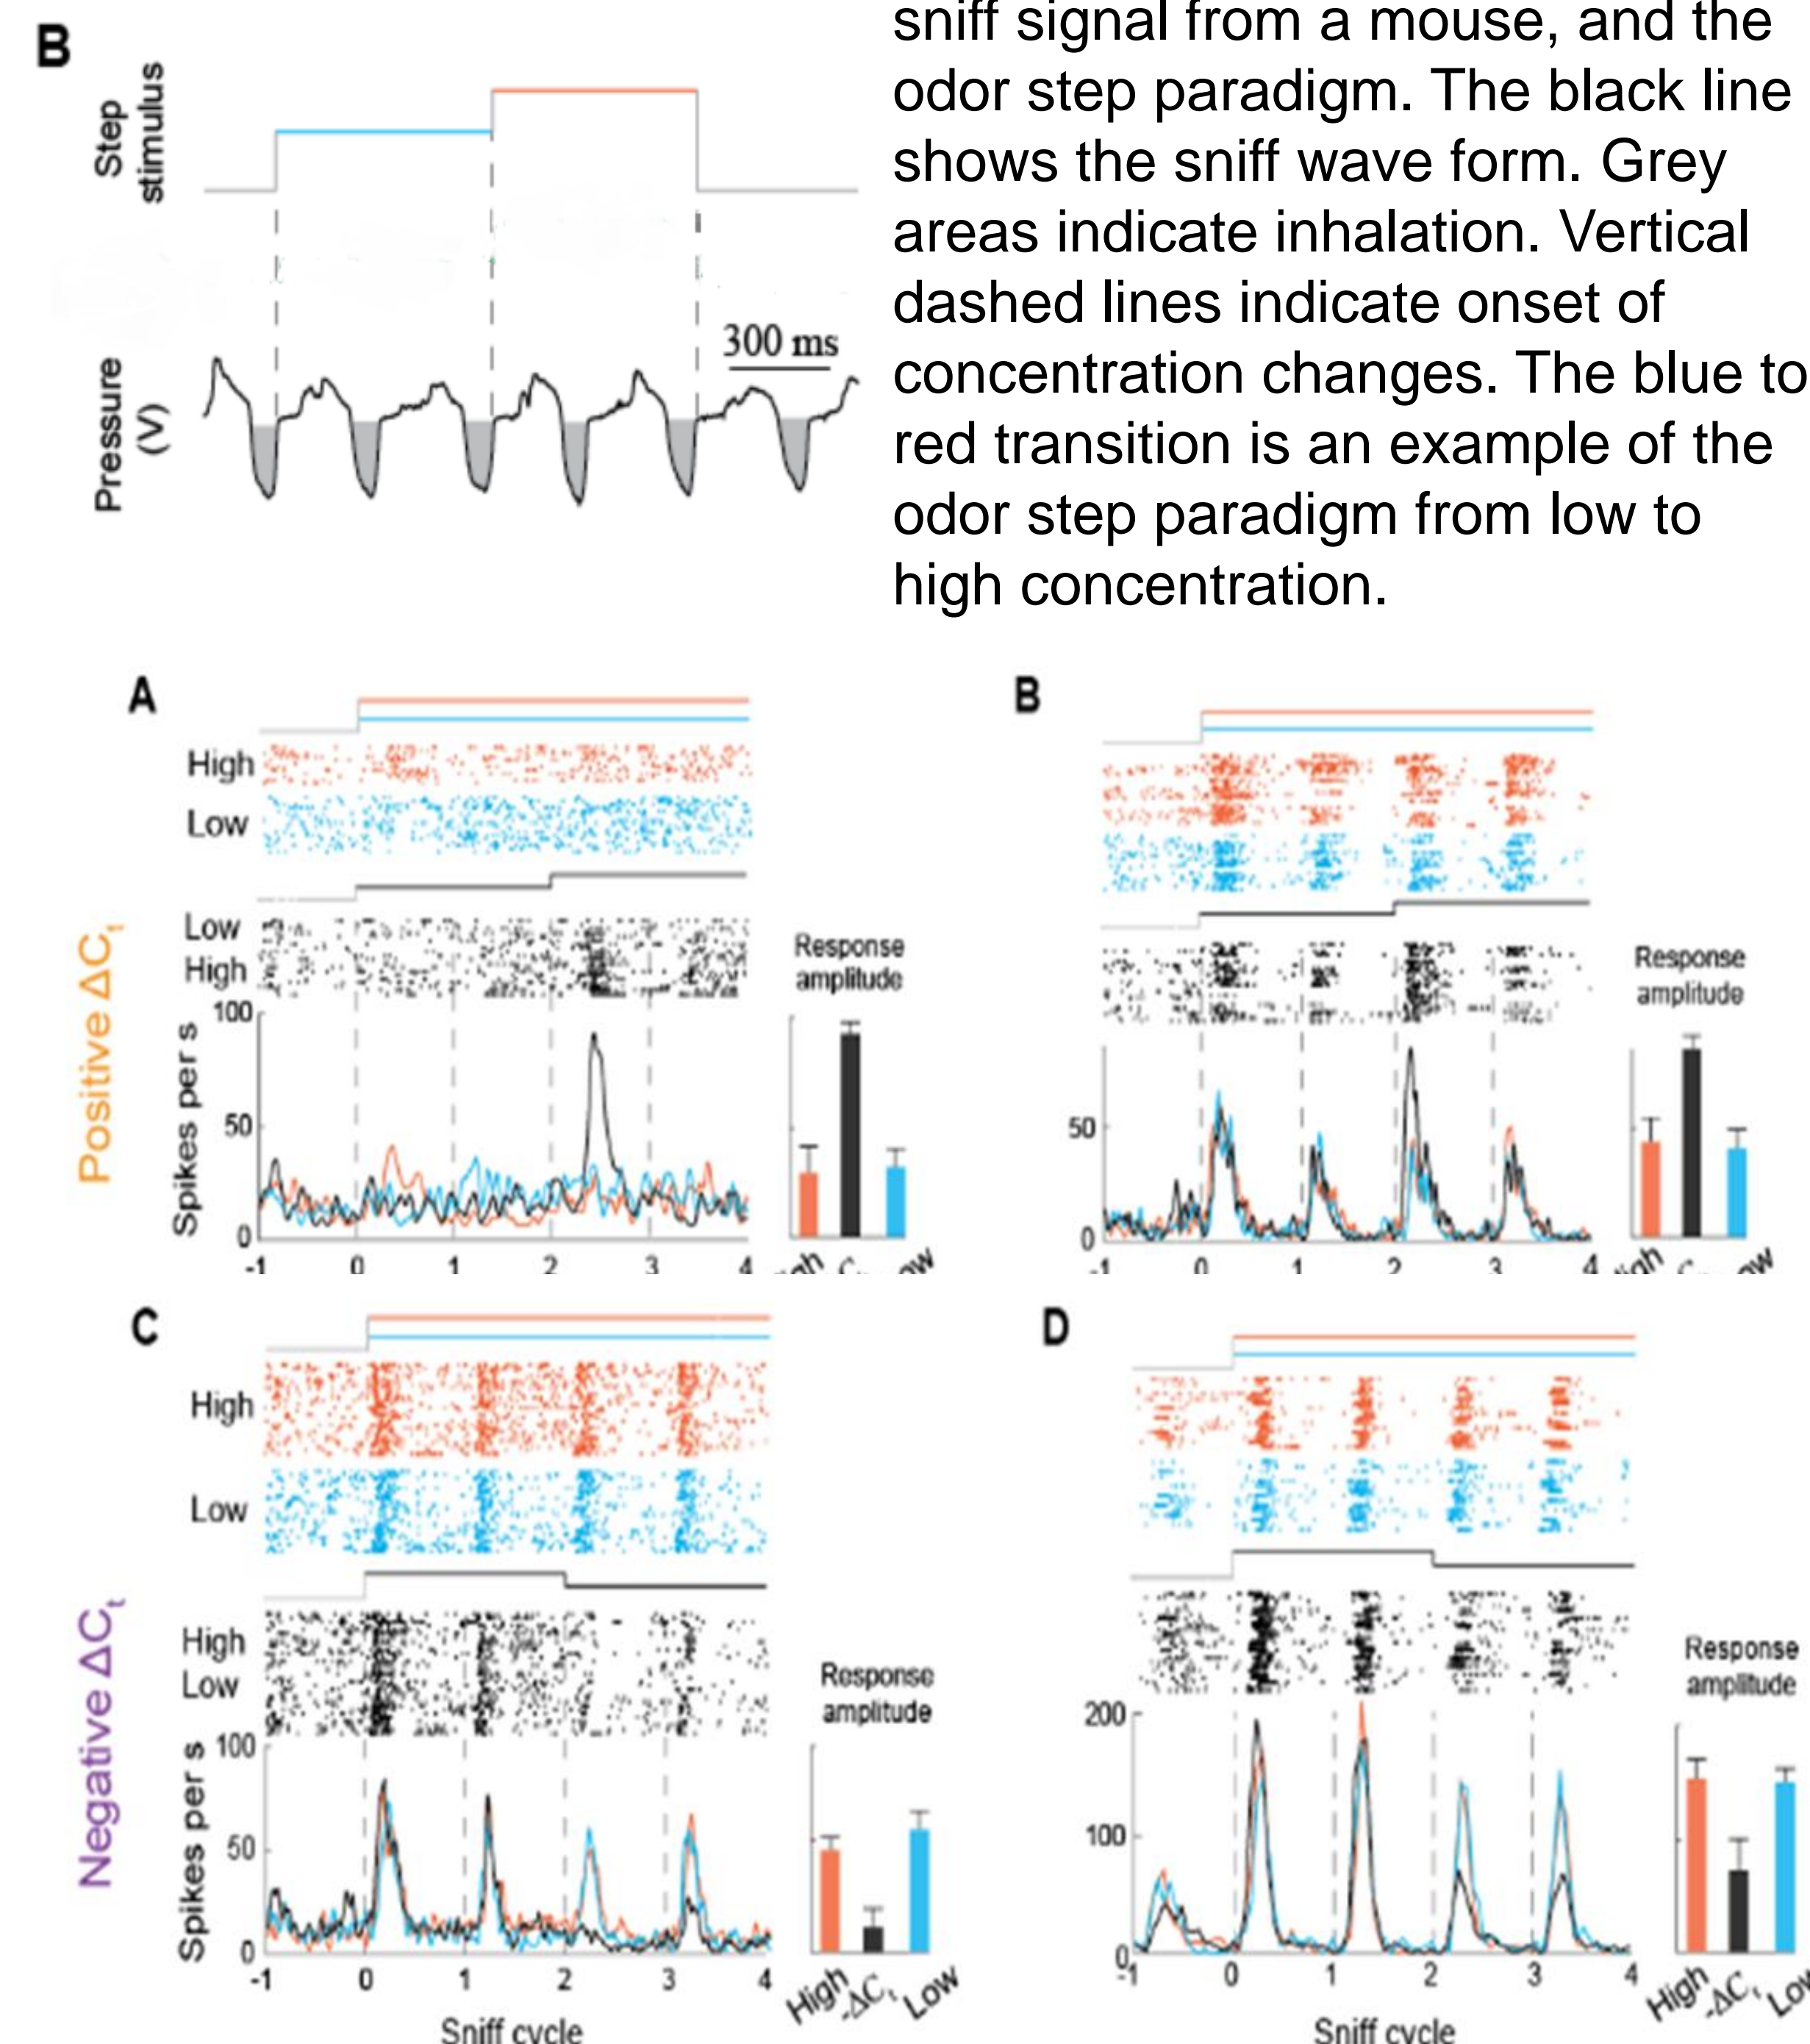 B
Step
stimulus
300 ms
Pressure
(V)
sniff signal from a mouse, and the
odor step paradigm. The black line
shows the sniff wave form. Grey
areas indicate inhalation. Vertical
dashed lines indicate onset of
concentration changes. The blue to
red transition is an example of the
odor step paradigm from low to
high concentration.
Positive ΔCt
A
High
Low
Low
High
Response
amplitude
Spikes per s
100
50
0
-1 0 1 2 3 4
B
Response
amplitude
50
0
-1 0 1 2 3 4
Negative ΔCt
C
High
Low
High
Low
Response
amplitude
Spikes per s
100
50
0
-1 0 1 2 3 4
Sniff cycle
High -ΔCt Low
D
Response
amplitude
200
100
0
-1 0 1 2 3 4
Sniff cycle
High -ΔCt